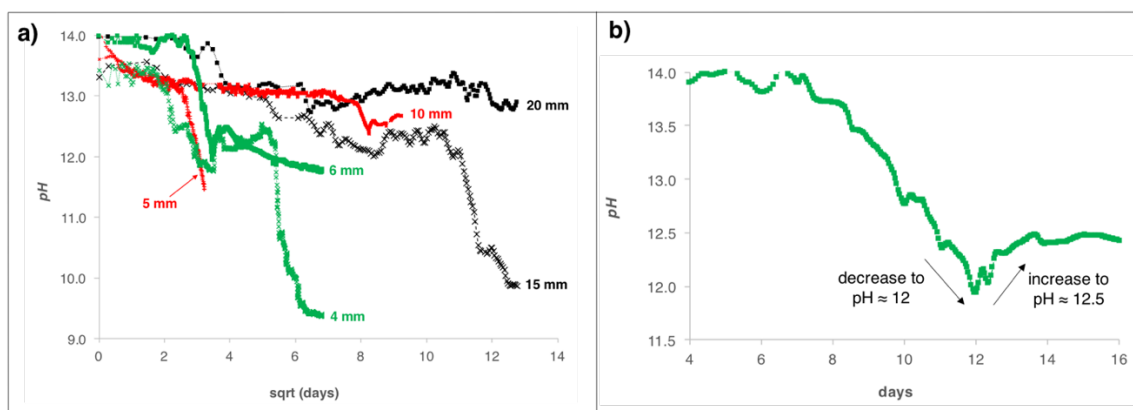 a)
14.0
13.0
12.0
11.0
10.0
9.0
pH
0 2 4 6 8 10 12 14
sqrt (days)
20 mm
10 mm
6 mm
5 mm
15 mm
4 mm
b)
14.0
13.5
13.0
12.5
12.0
11.5
pH
4 6 8 10 12 14 16
days
decrease to
pH ≈ 12
increase to
pH ≈ 12.5